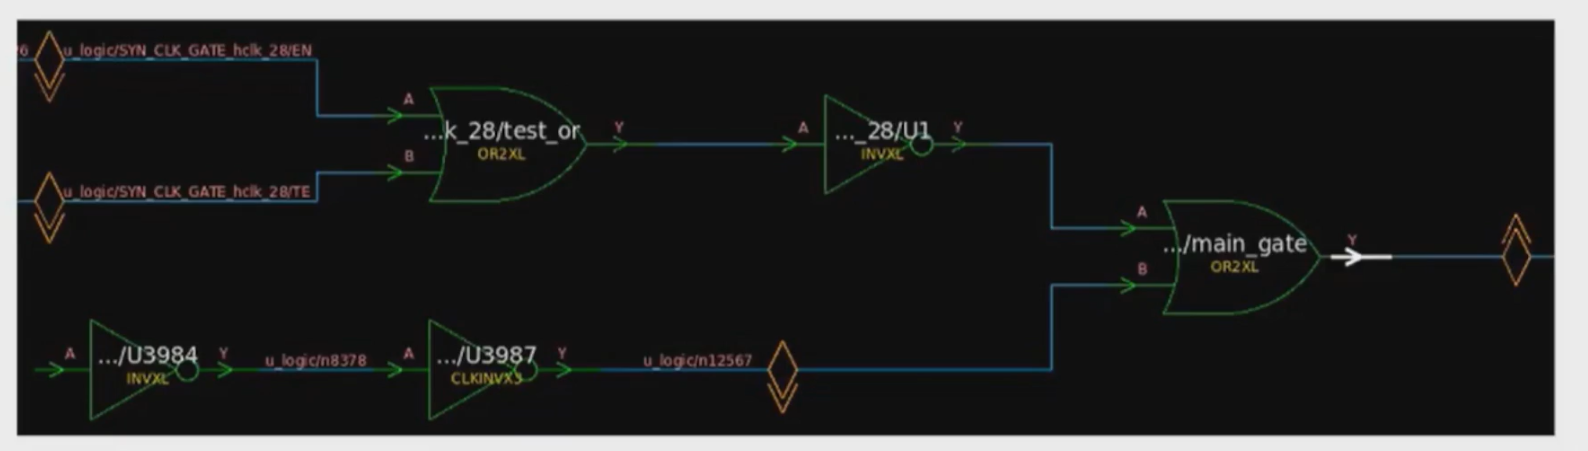 6 u_logic/SYN_CLK_GATE_hclk_28/EN
A
...k_28/test_or
OR2XL
Y
B
u_logic/SYN_CLK_GATE_hclk_28/TE
A
..._28/U1
INVXL
Y
A
.../main_gate
OR2XL
Y
B
A
.../U3984
INVXL
Y
u_logic/n8378
A
.../U3987
CLKINVX3
Y
u_logic/n12567